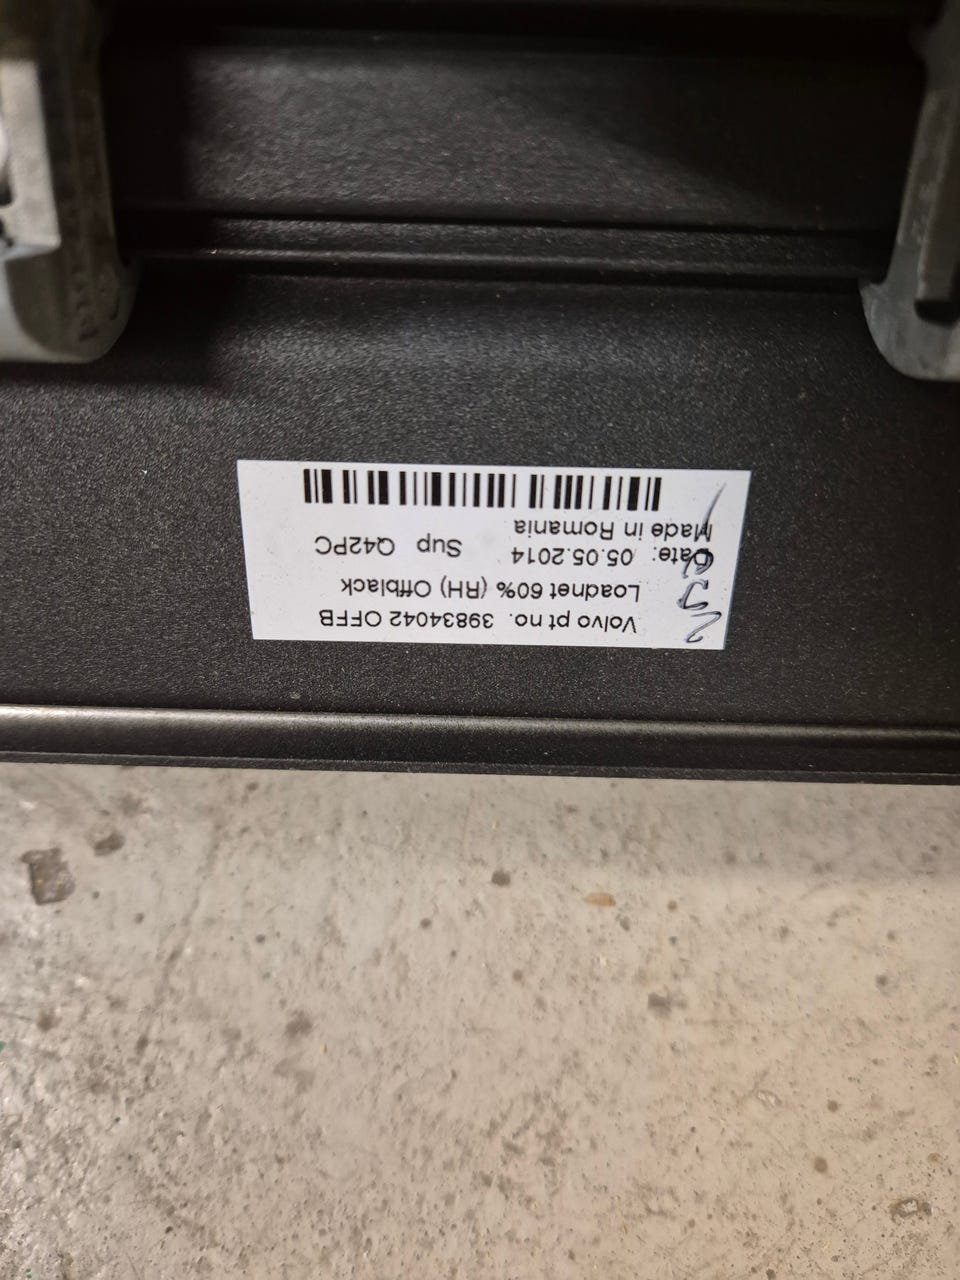 Volvo pt no. 39834042 OFFB
Loadnet 60% (RH) Offblack
Date: 05.05.2014 Sup Q42PC
Made in Romania